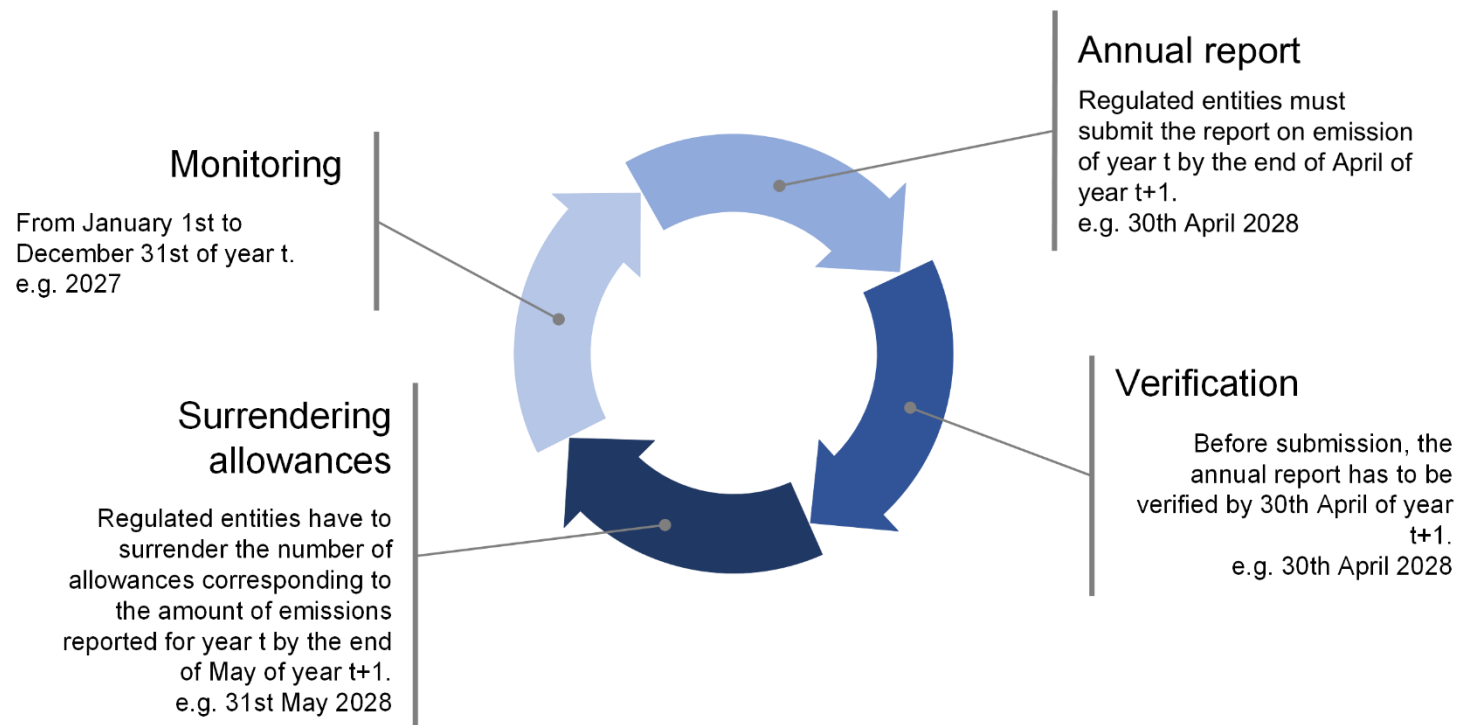 Monitoring
From January 1st to
December 31st of year t.
e.g. 2027
Annual report
Regulated entities must
submit the report on emission
of year t by the end of April of
year t+1.
e.g. 30th April 2028
Verification
Before submission, the
annual report has to be
verified by 30th April of year
t+1.
e.g. 30th April 2028
Surrendering
allowances
Regulated entities have to
surrender the number of
allowances corresponding to
the amount of emissions
reported for year t by the end
of May of year t+1.
e.g. 31st May 2028